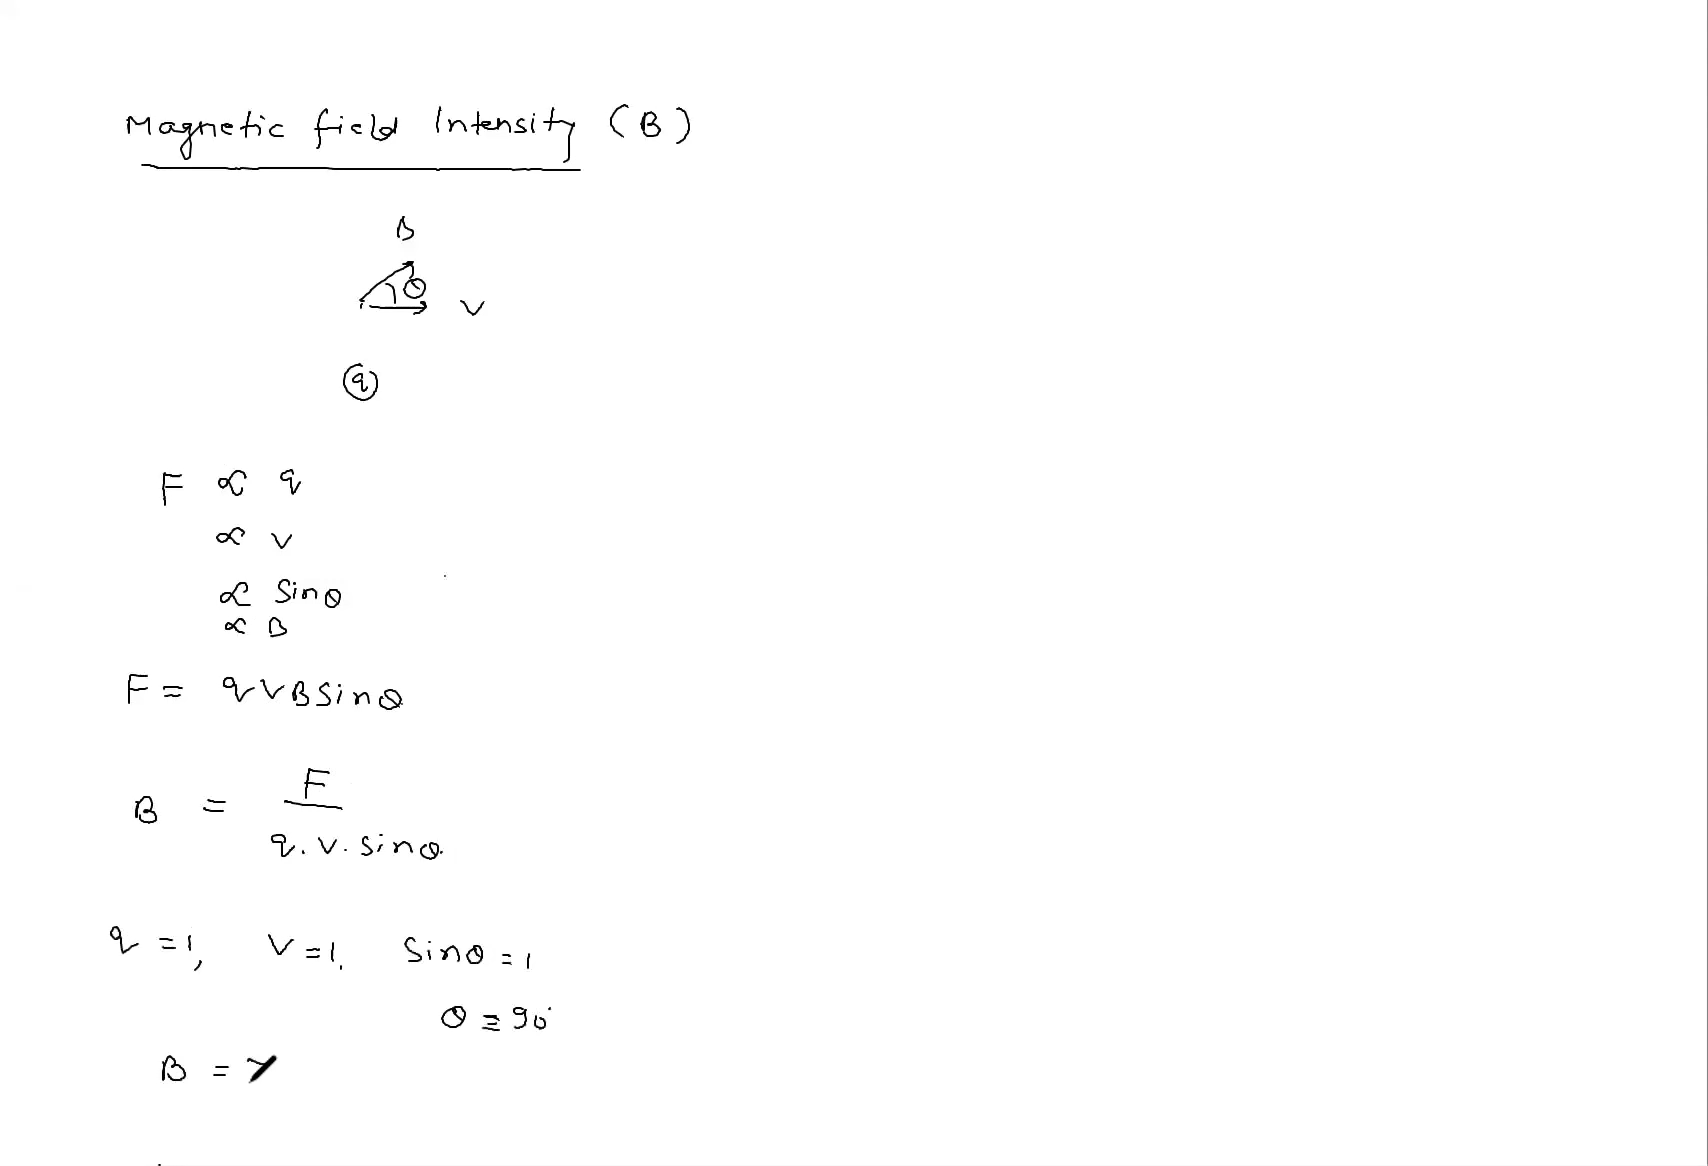 Magnetic field Intensity (B)
B
θ
v
q
F ∝ q
∝ v
∝ Sinθ
∝ B
F = qvBSinθ
B = F / q.v.sinθ.
q = 1, v = 1, Sinθ = 1
θ = 90°
B =